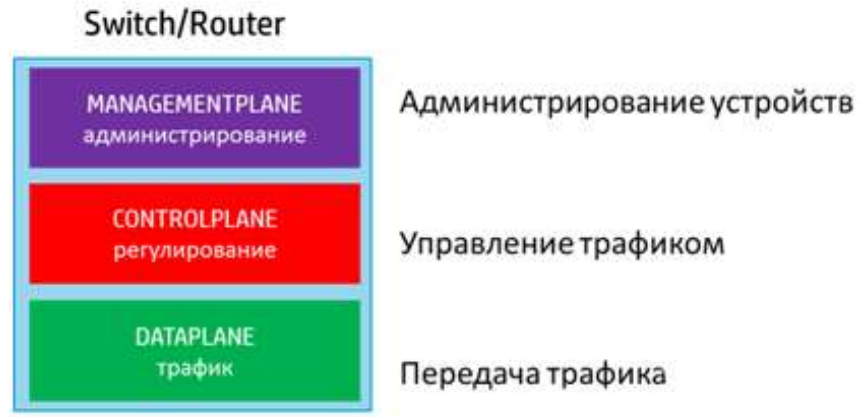 Switch/Router
MANAGEMENTPLANE
администрирование
Администрирование устройств
CONTROLPLANE
регулирование
Управление трафиком
DATAPLANE
трафик
Передача трафика